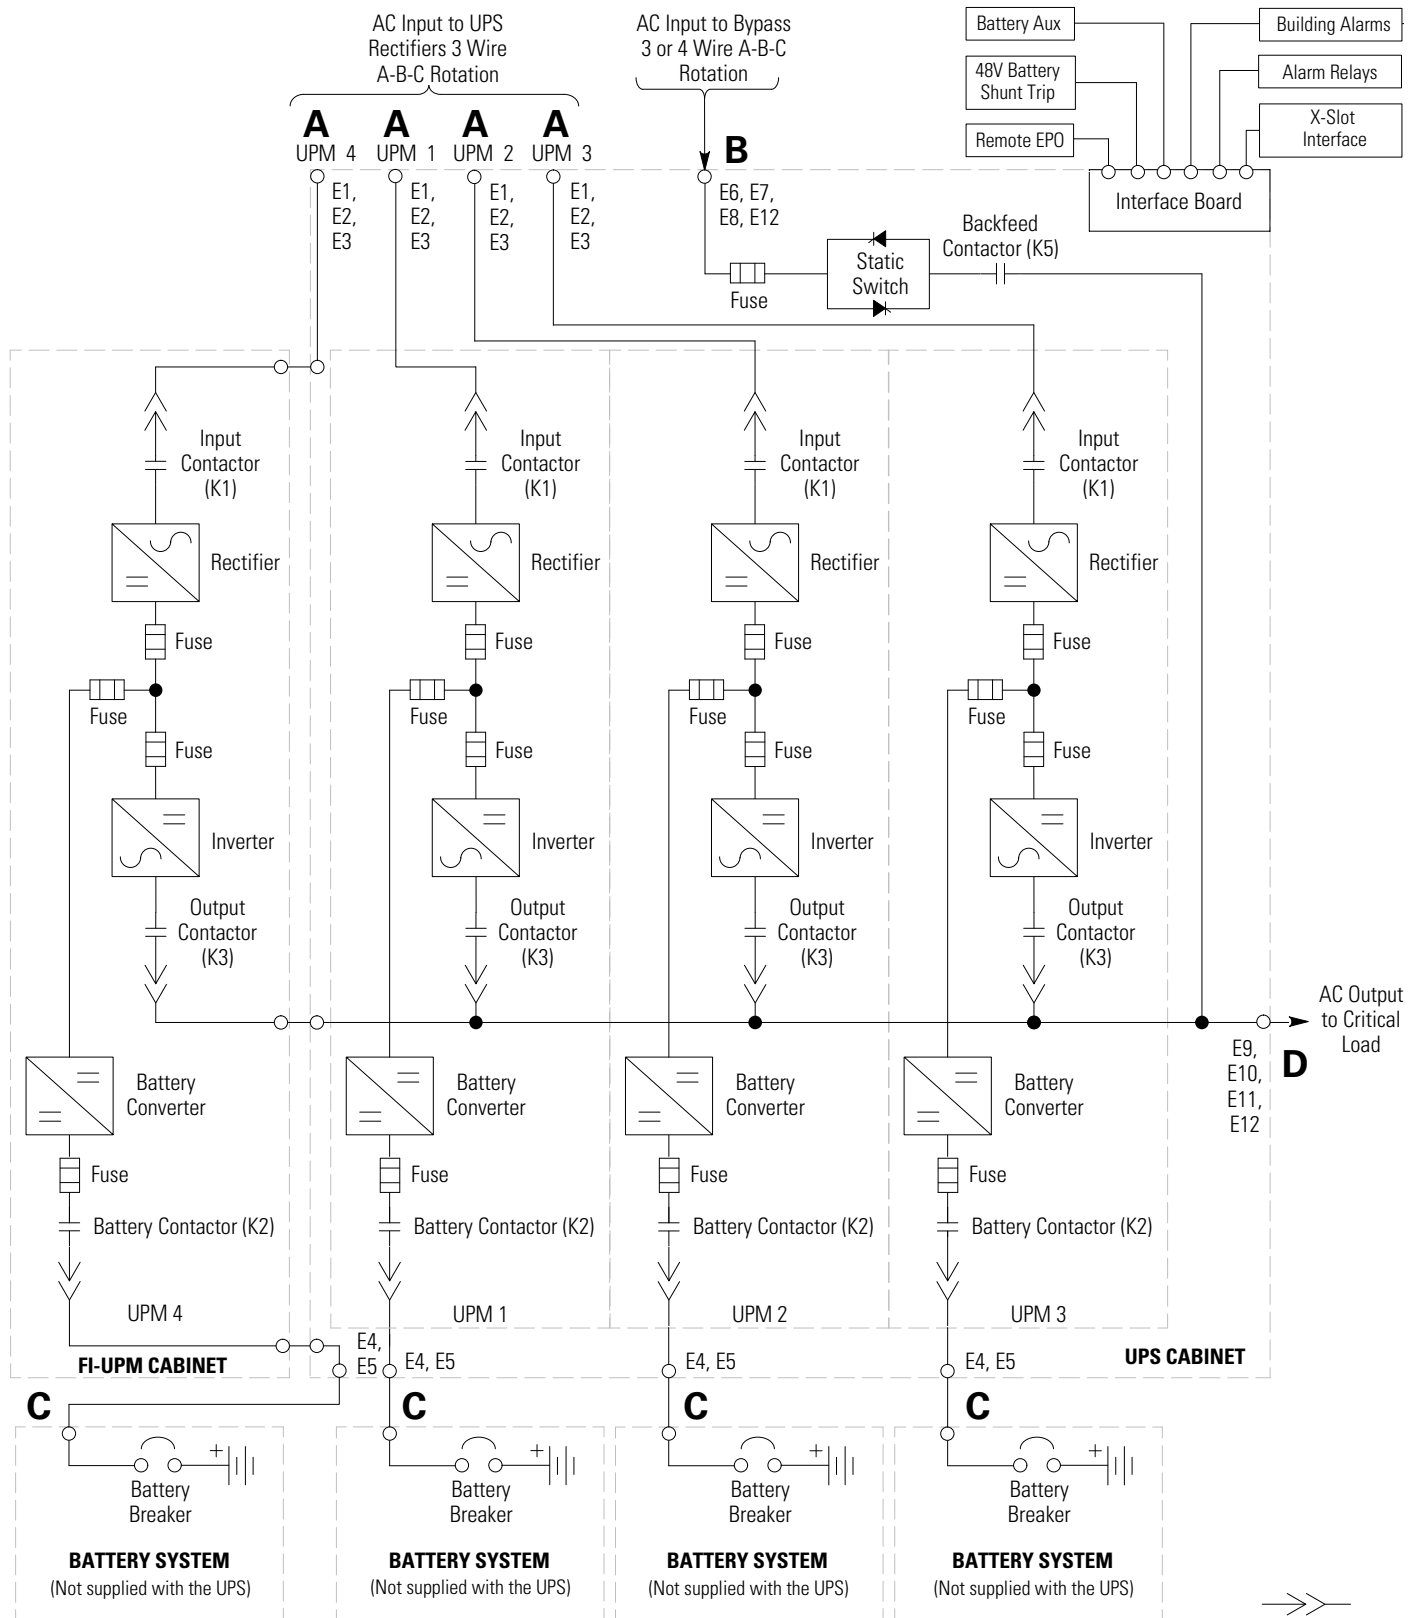 AC Input to UPS
Rectifiers 3 Wire
A-B-C Rotation
AC Input to Bypass
3 or 4 Wire A-B-C
Rotation
Battery Aux
48V Battery
Shunt Trip
Remote EPO
Building Alarms
Alarm Relays
X-Slot
Interface
Interface Board
A
UPM 4
A
UPM 1
A
UPM 2
A
UPM 3
B
E1,
E2,
E3
E1,
E2,
E3
E1,
E2,
E3
E1,
E2,
E3
E6, E7,
E8, E12
Fuse
Static
Switch
Backfeed
Contactor (K5)
Input
Contactor
(K1)
Input
Contactor
(K1)
Input
Contactor
(K1)
Input
Contactor
(K1)
Rectifier
Rectifier
Rectifier
Rectifier
Fuse
Fuse
Fuse
Fuse
Fuse
Fuse
Fuse
Fuse
Fuse
Fuse
Fuse
Fuse
Inverter
Inverter
Inverter
Inverter
Output
Contactor
(K3)
Output
Contactor
(K3)
Output
Contactor
(K3)
Output
Contactor
(K3)
AC Output
to Critical
Load
D
E9,
E10,
E11,
E12
Battery
Converter
Battery
Converter
Battery
Converter
Battery
Converter
Fuse
Fuse
Fuse
Fuse
Battery Contactor (K2)
Battery Contactor (K2)
Battery Contactor (K2)
Battery Contactor (K2)
UPM 4
UPM 1
UPM 2
UPM 3
FI-UPM CABINET
UPS CABINET
E4,
E5
E4, E5
E4, E5
E4, E5
C
C
C
C
+
+
+
+
Battery
Breaker
Battery
Breaker
Battery
Breaker
Battery
Breaker
BATTERY SYSTEM
(Not supplied with the UPS)
BATTERY SYSTEM
(Not supplied with the UPS)
BATTERY SYSTEM
(Not supplied with the UPS)
BATTERY SYSTEM
(Not supplied with the UPS)